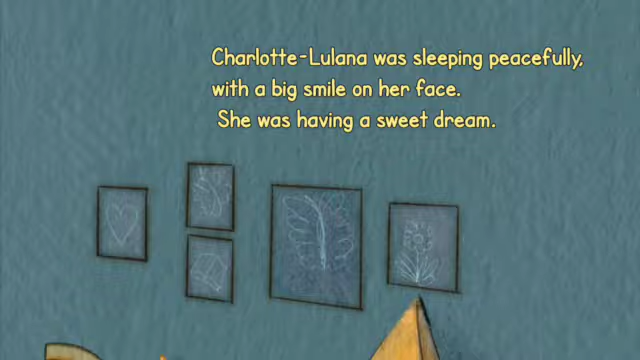 Charlotte-Lulana was sleeping peacefully,
with a big smile on her face.
She was having a sweet dream.